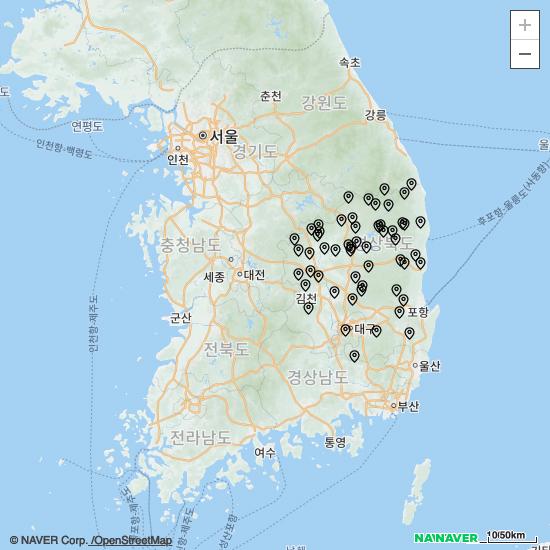 +
−
속초
도
춘천
강원도
강릉
연평도
서울
울
인천항-백령도
인천
경기도
후포항-울릉도(사동항)
충청남도
경상북도
세종
대전
인천항-제주도
김천
군산
포항
대구
전라북도
울산
경상남도
부산
전라남도
여수
통영
© NAVER Corp. /OpenStreetMap
NAVER
10/50km